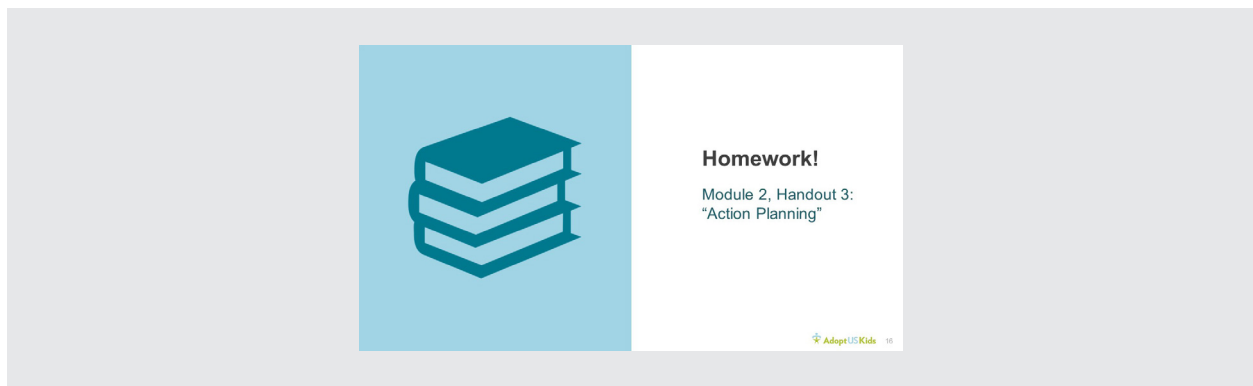 Homework!
Module 2, Handout 3:
“Action Planning”
AdoptUSKids 16